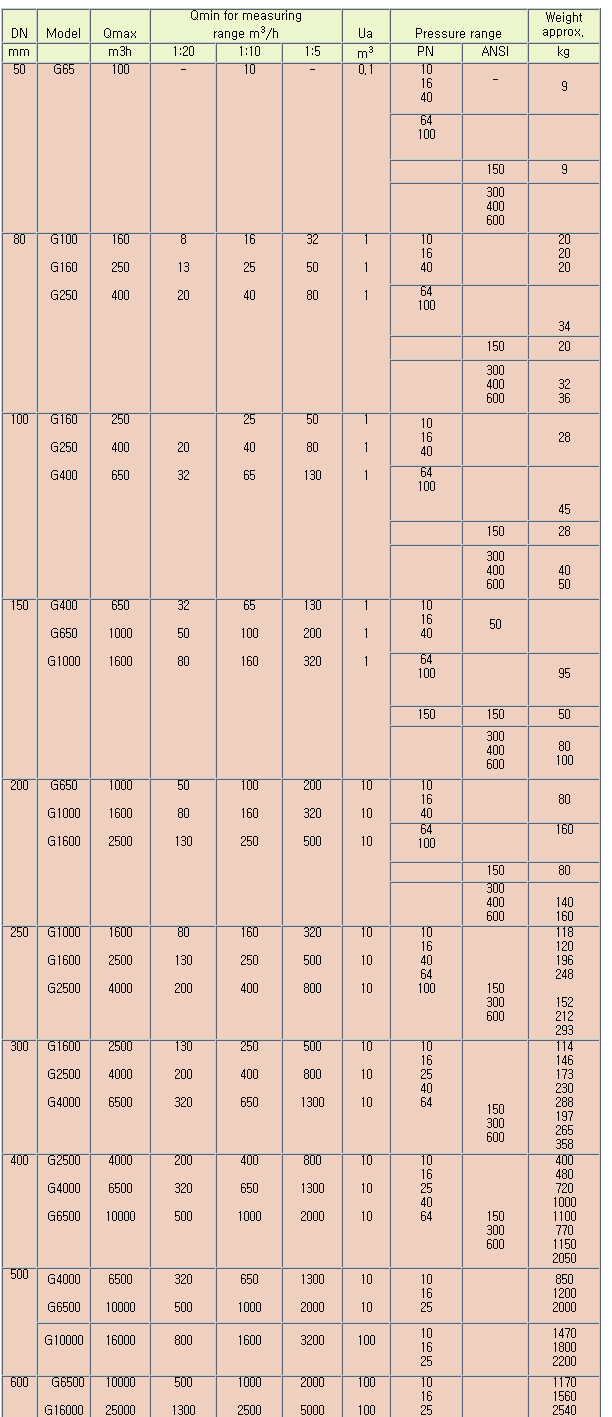 DN Model Qmax Qmin for measuring range m³/h Ua Pressure range Weight approx.
mm m3h 1:20 1:10 1:5 m³ PN ANSI kg
50 G65 100 – 10 – 0,1 10
16 – 9
40
64
100
150 9
300
400
600
80 G100 160 8 16 32 1 10 20
16 20
G160 250 13 25 50 1 40 20
G250 400 20 40 80 1 64
100
34
150 20
300
400 32
600 36
100 G160 250 25 50 1 10
16 28
G250 400 20 40 80 1 40
G400 650 32 65 130 1 64
100
45
150 28
300
400 40
600 50
150 G400 650 32 65 130 1 10
16 50
G650 1000 50 100 200 1 40
G1000 1600 80 160 320 1 64
100 95
150 150 50
300
400 80
600 100
200 G650 1000 50 100 200 10 10
16 80
G1000 1600 80 160 320 10 40
64 160
G1600 2500 130 250 500 10 100
150 80
300
400 140
600 160
250 G1000 1600 80 160 320 10 10 118
16 120
G1600 2500 130 250 500 10 40 196
64 248
G2500 4000 200 400 800 10 100 150
300 152
600 212
293
300 G1600 2500 130 250 500 10 10 114
16 146
G2500 4000 200 400 800 10 25 173
40 230
G4000 6500 320 650 1300 10 64 288
150 197
300 265
600 358
400 G2500 4000 200 400 800 10 10 400
16 480
G4000 6500 320 650 1300 10 25 720
40 1000
G6500 10000 500 1000 2000 10 64 150 1100
300 770
600 1150
2050
500 G4000 6500 320 650 1300 10 10 850
16 1200
G6500 10000 500 1000 2000 10 25 2000
10 1470
G10000 16000 800 1600 3200 100 16 1800
25 2200
600 G6500 10000 500 1000 2000 100 10 1170
16 1560
G16000 25000 1300 2500 5000 100 25 2540